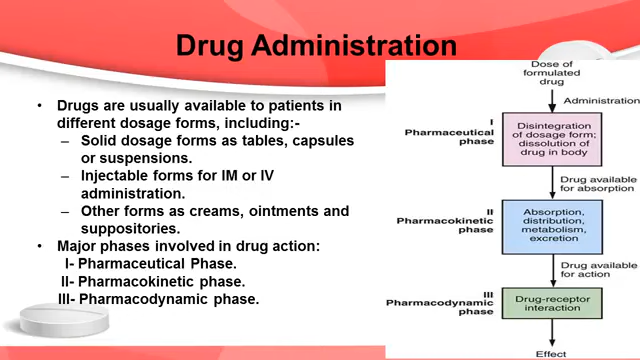 Drug Administration
• Drugs are usually available to patients in
different dosage forms, including:-
– Solid dosage forms as tables, capsules
or suspensions.
– Injectable forms for IM or IV
administration.
– Other forms as creams, ointments and
suppositories.
• Major phases involved in drug action:
I- Pharmaceutical Phase.
II- Pharmacokinetic phase.
III- Pharmacodynamic phase.
Dose of
formulated
drug
Administration
I
Pharmaceutical
phase
Disintegration
of dosage form;
dissolution of
drug in body
Drug available
for absorption
II
Pharmacokinetic
phase
Absorption,
distribution,
metabolism,
excretion
Drug available
for action
III
Pharmacodynamic
phase
Drug-receptor
interaction
Effect